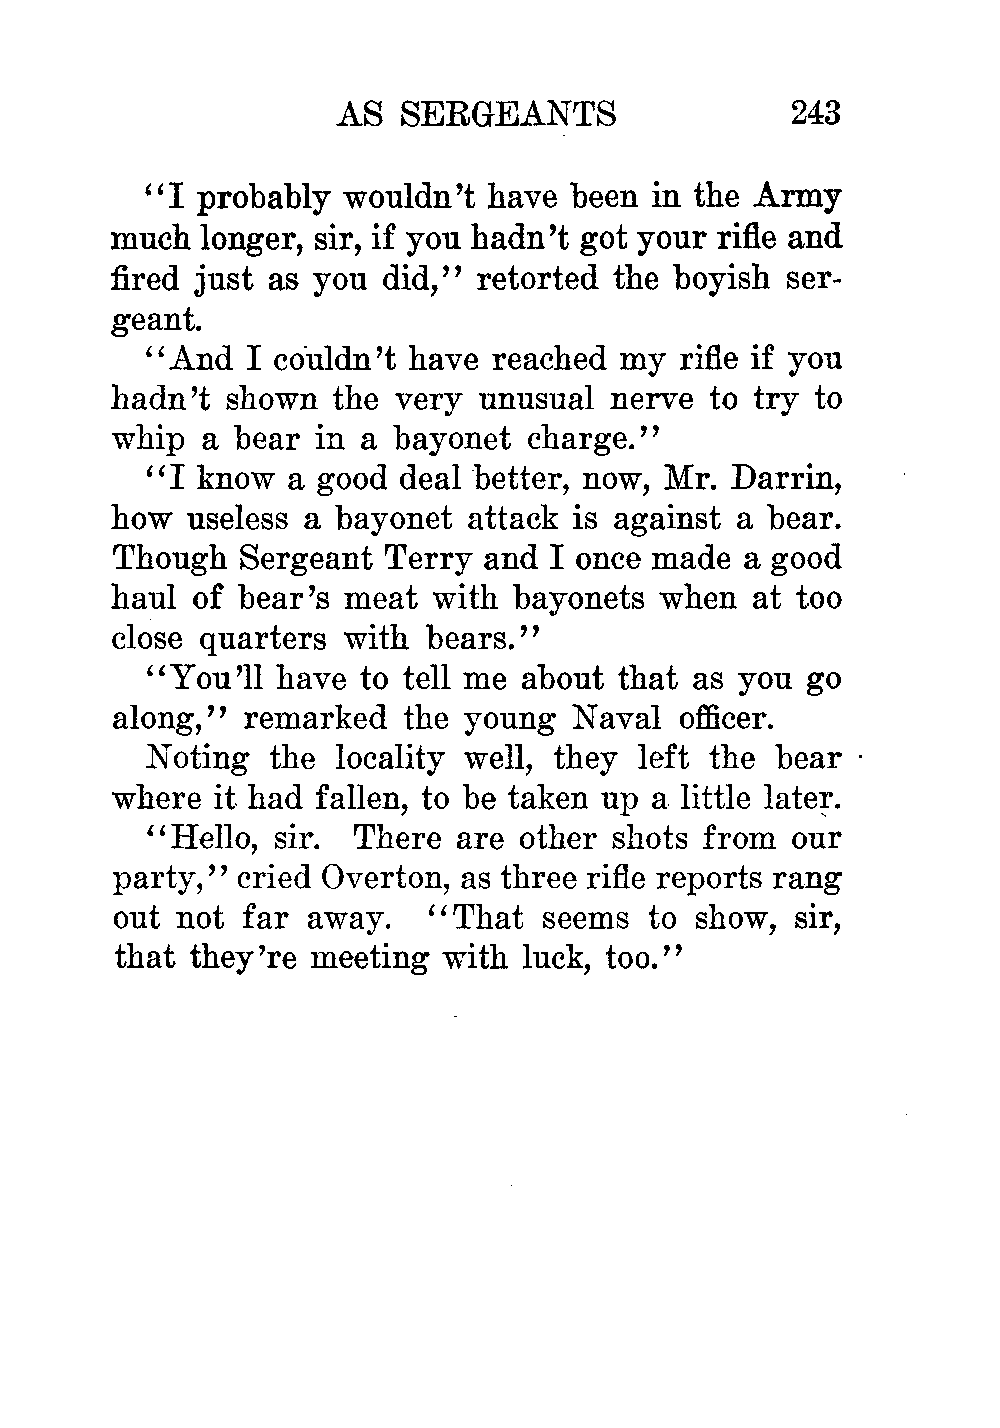 AS SERGEANTS 243
“I probably wouldn’t have been in the Army
much longer, sir, if you hadn’t got your rifle and
fired just as you did,” retorted the boyish ser-
geant.
“And I couldn’t have reached my rifle if you
hadn’t shown the very unusual nerve to try to
whip a bear in a bayonet charge.”
“I know a good deal better, now, Mr. Darrin,
how useless a bayonet attack is against a bear.
Though Sergeant Terry and I once made a good
haul of bear’s meat with bayonets when at too
close quarters with bears.”
“You’ll have to tell me about that as you go
along,” remarked the young Naval officer.
Noting the locality well, they left the bear
where it had fallen, to be taken up a little later.
“Hello, sir. There are other shots from our
party,” cried Overton, as three rifle reports rang
out not far away. “That seems to show, sir,
that they’re meeting with luck, too.”